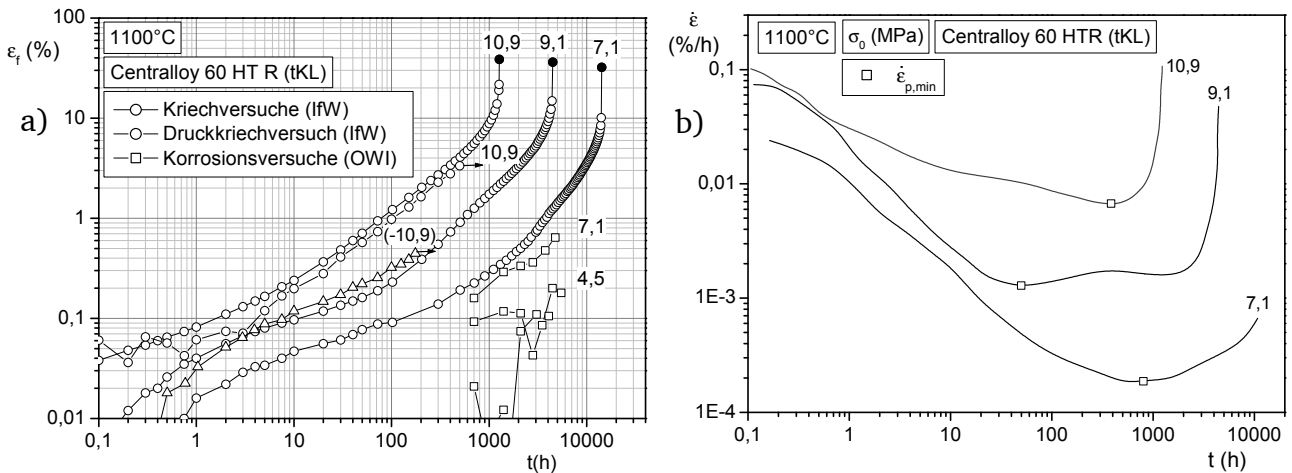 a)
εf (%)
1100°C
Centralloy 60 HT R (tKL)
Kriechversuche (IfW)
Druckkriechversuch (IfW)
Korrosionsversuche (OWI)
10,9
9,1
7,1
10,9
(-10,9)
7,1
4,5
100
10
1
0,1
0,01
0,1
1
10
100
1000
10000
t(h)
b)
ε̇
(%/h)
1100°C
σ0 (MPa)
Centralloy 60 HTR (tKL)
ε̇p,min
10,9
9,1
7,1
0,1
0,01
1E-3
1E-4
0,1
1
10
100
1000
10000
t (h)